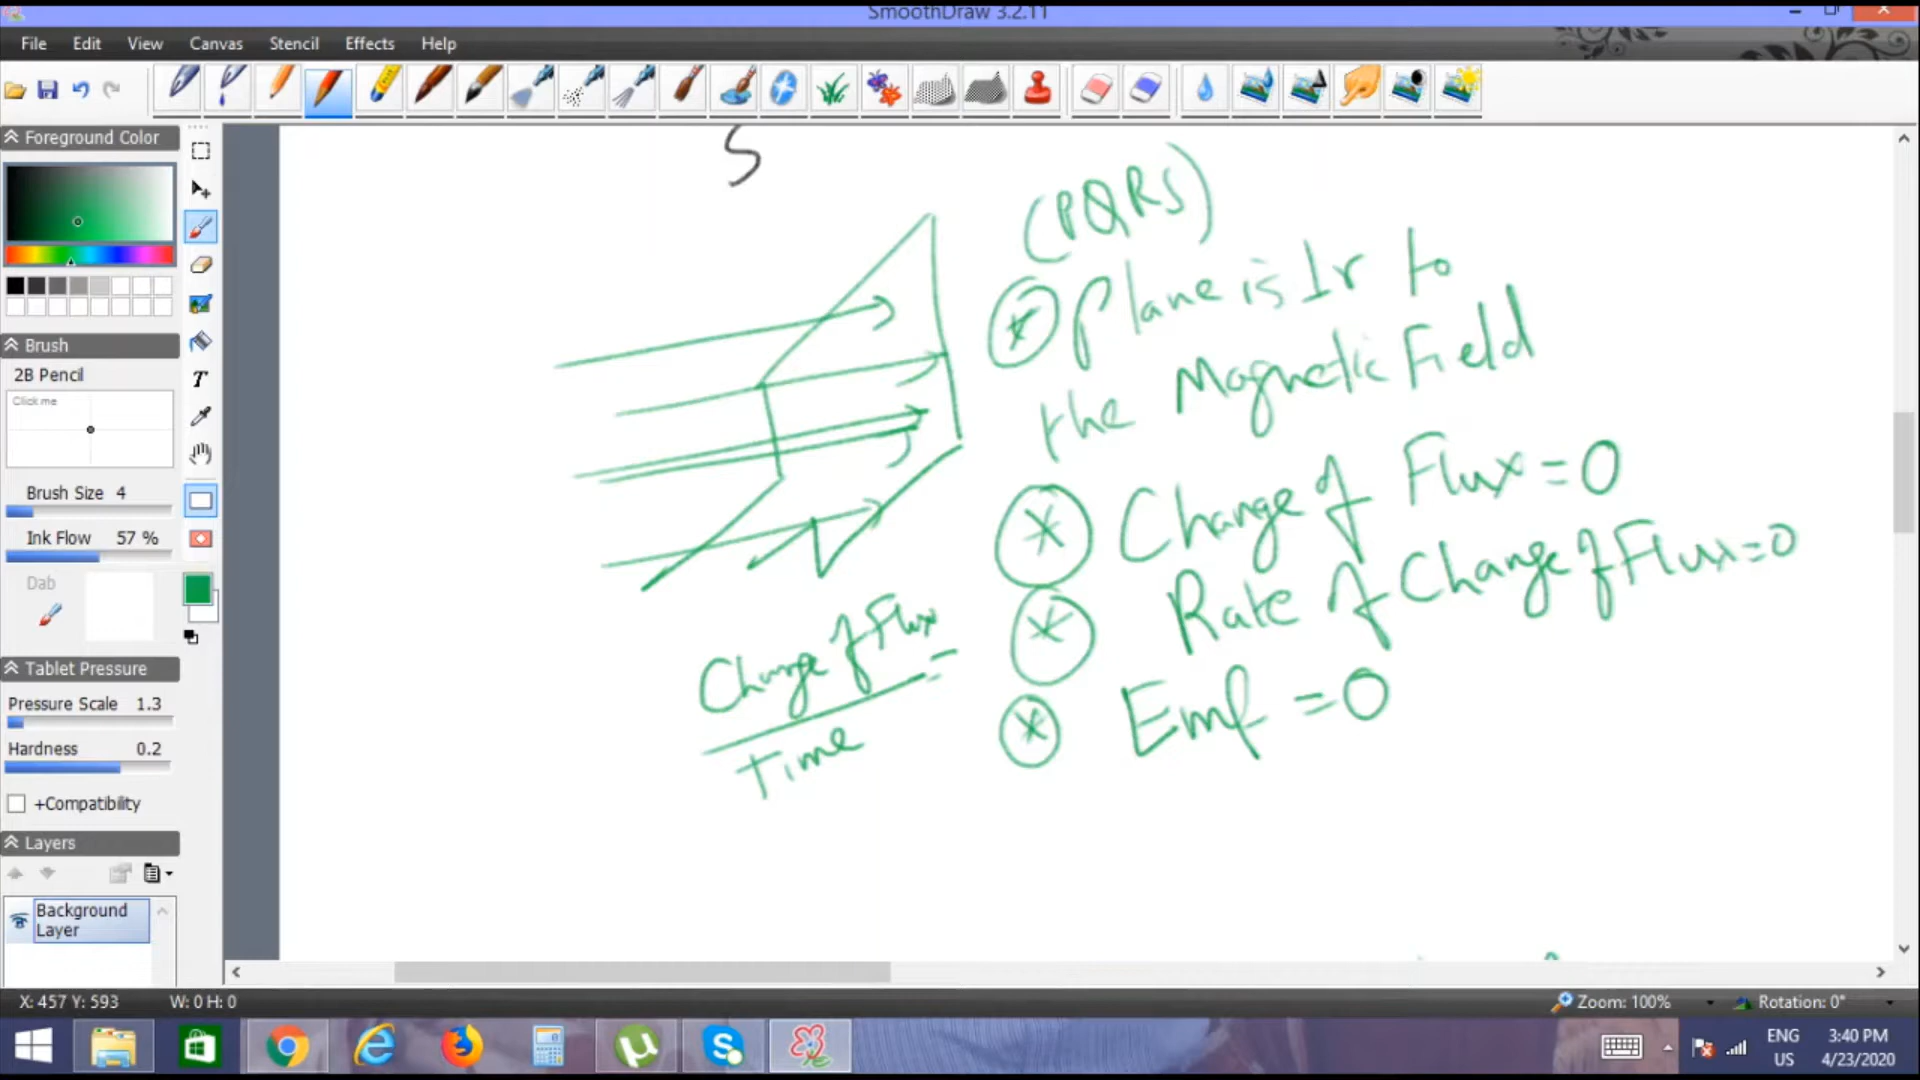 SmoothDraw 3.2.11
File Edit View Canvas Stencil Effects Help
Foreground Color
Brush
2B Pencil
Click me
Brush Size 4
Ink Flow 57 %
Dab
Tablet Pressure
Pressure Scale 1.3
Hardness 0.2
+Compatibility
Layers
Background
Layer
S
(PQRS)
* Plane is 1r to
the Magnetic Field
* Change of Flux = 0
* Rate of Change of Flux = 0
* Emf = 0
Change of Flux =
Time
X: 457 Y: 593 W: 0 H: 0 Zoom: 100% Rotation: 0°
ENG 3:40 PM
US 4/23/2020